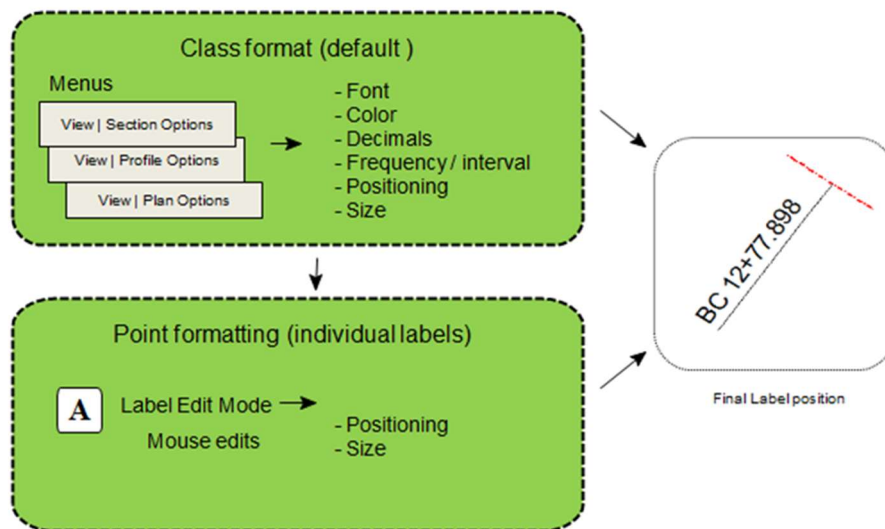 Class format (default )
Menus
View | Section Options
View | Profile Options
View | Plan Options
- Font
- Color
- Decimals
- Frequency / interval
- Positioning
- Size
BC 12+77.898
Final Label position
Point formatting (individual labels)
A
Label Edit Mode
Mouse edits
- Positioning
- Size